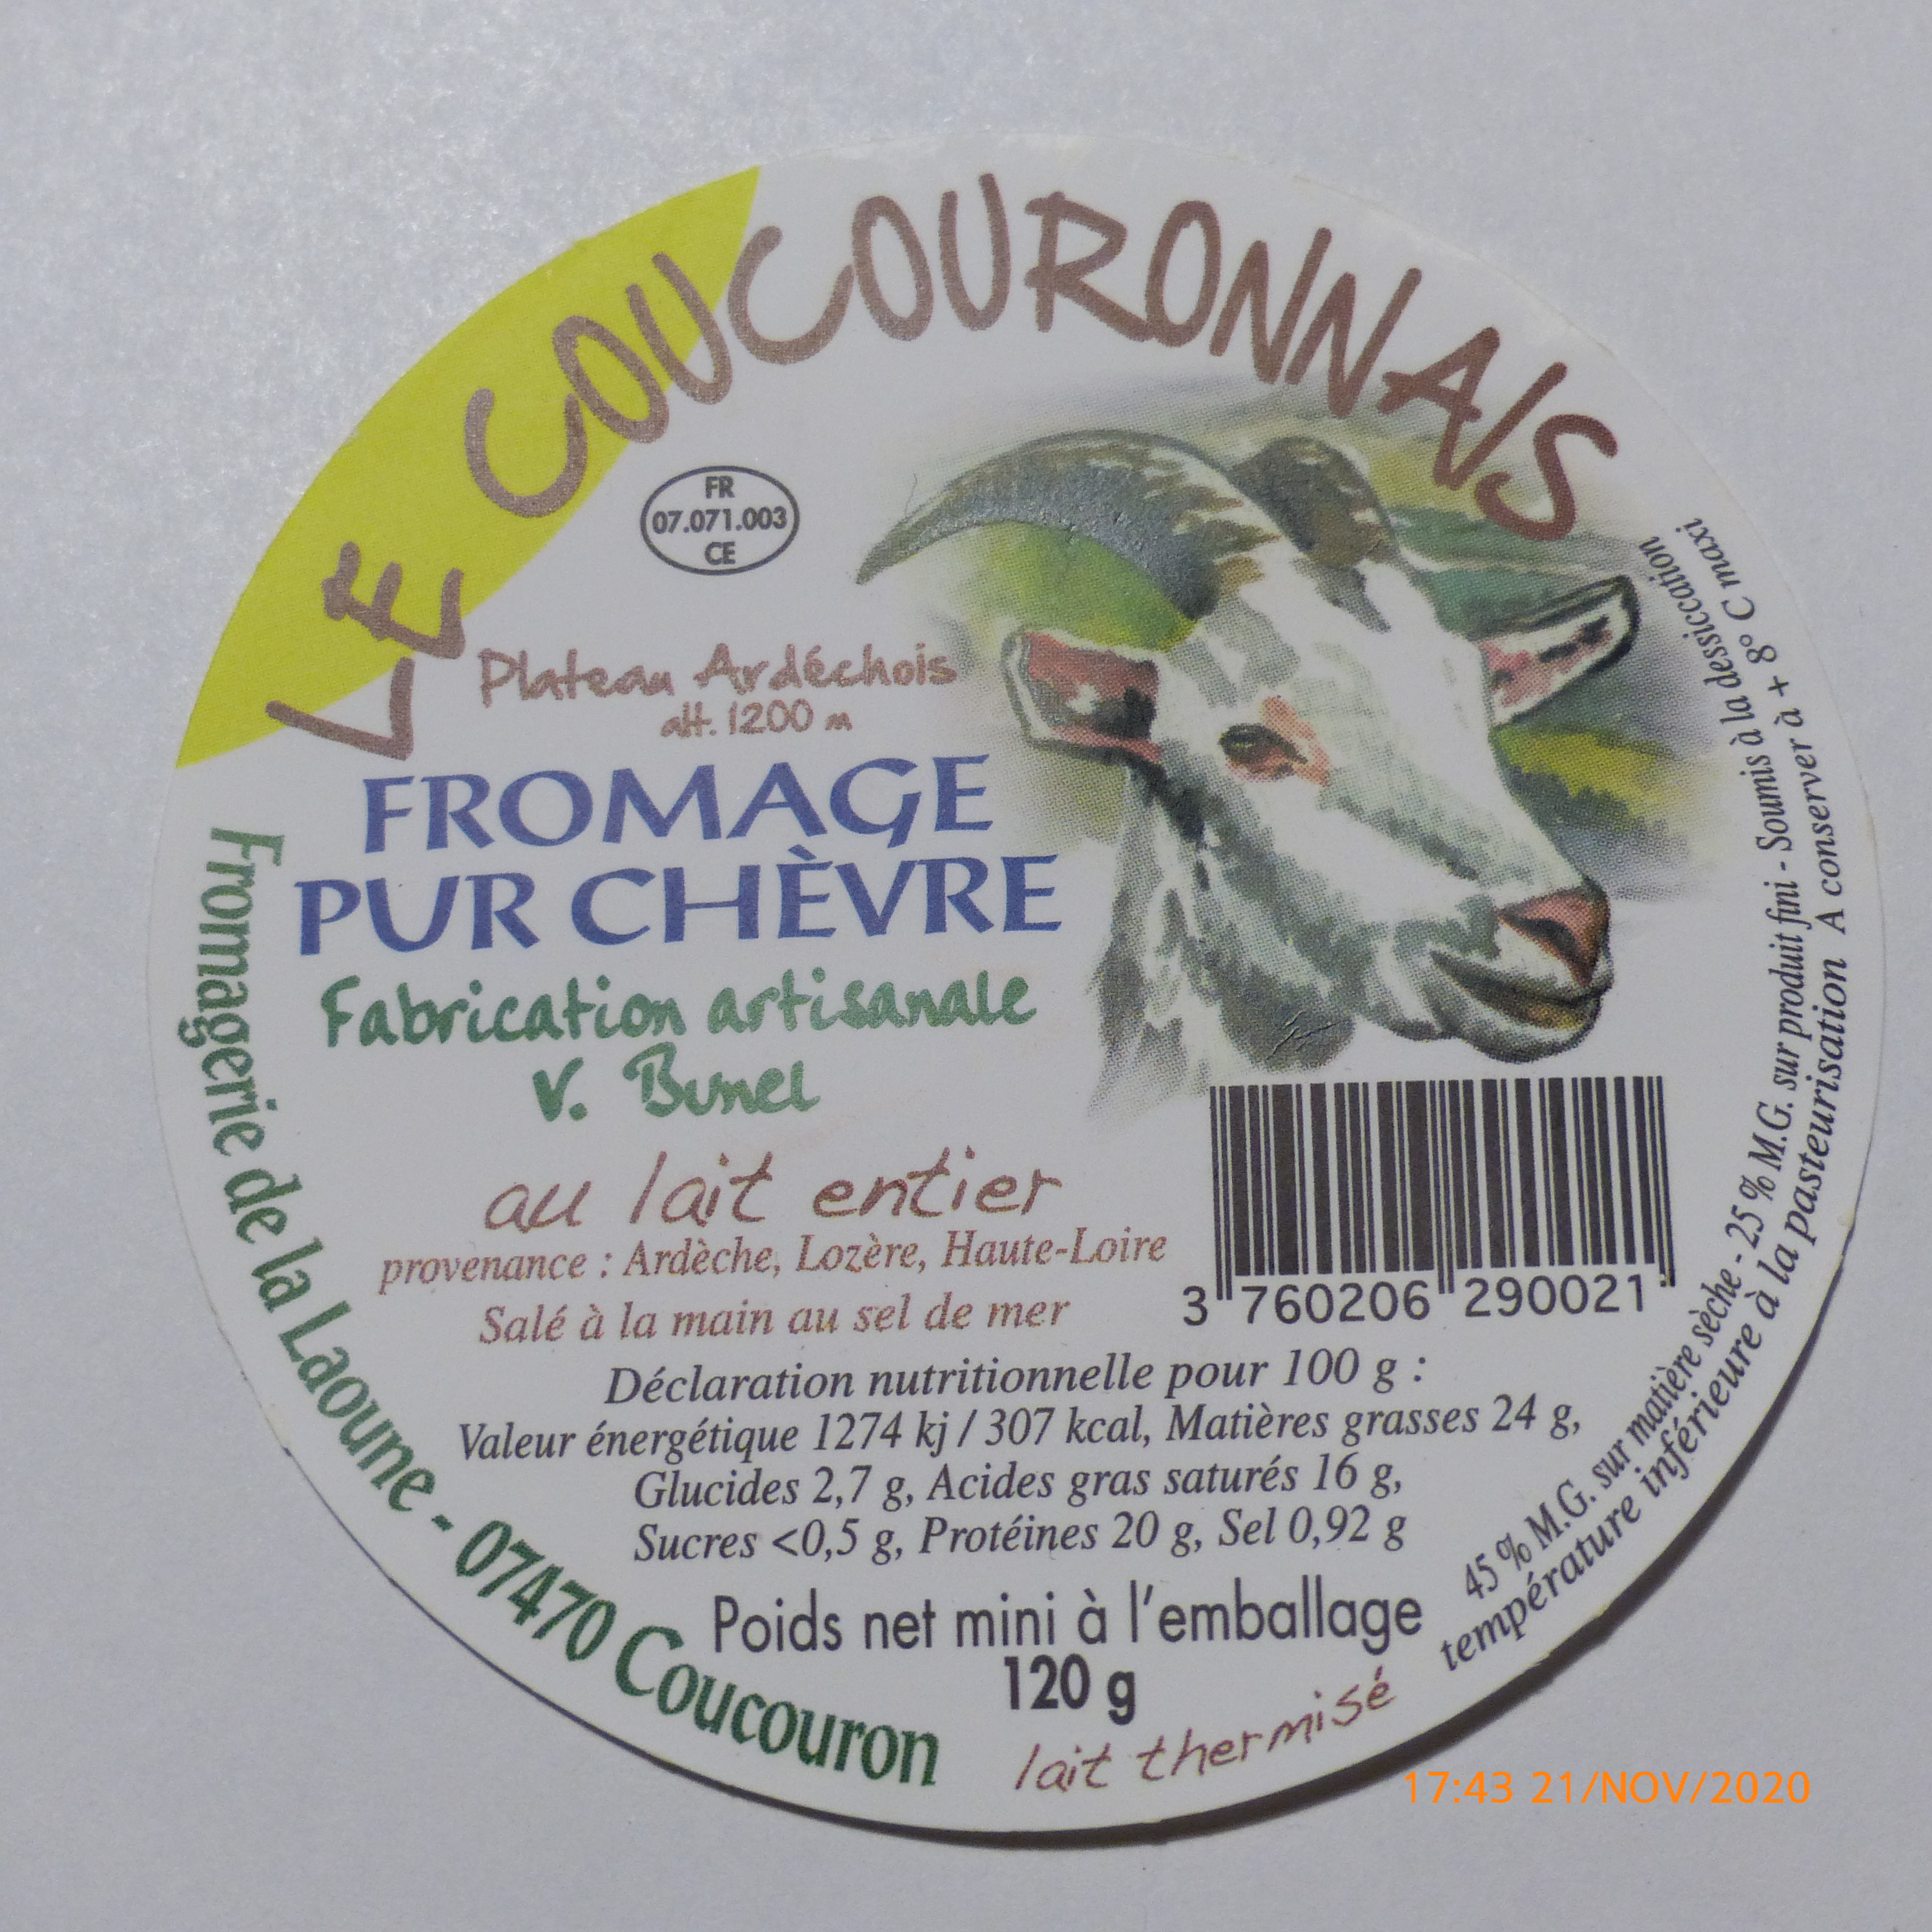 LE COUCOURONNAIS
FR
07.071.003
CE
Plateau Ardéchois
alt. 1200 m
FROMAGE
PUR CHÈVRE
Fabrication artisanale
V. Bunel
au lait entier
provenance : Ardèche, Lozère, Haute-Loire
Salé à la main au sel de mer
3 760206 290021
Déclaration nutritionnelle pour 100 g :
Valeur énergétique 1274 kj / 307 kcal, Matières grasses 24 g,
Glucides 2,7 g, Acides gras saturés 16 g,
Sucres <0,5 g, Protéines 20 g, Sel 0,92 g
Poids net mini à l'emballage
120 g
lait thermisé
Fromagerie de la Laoune - 07470 Coucouron
45 % M.G. sur matière sèche - 25 % M.G. sur produit fini - Soumis à la dessiccation
température inférieure à la pasteurisation A conserver à + 8° C maxi
17:43 21/NOV/2020